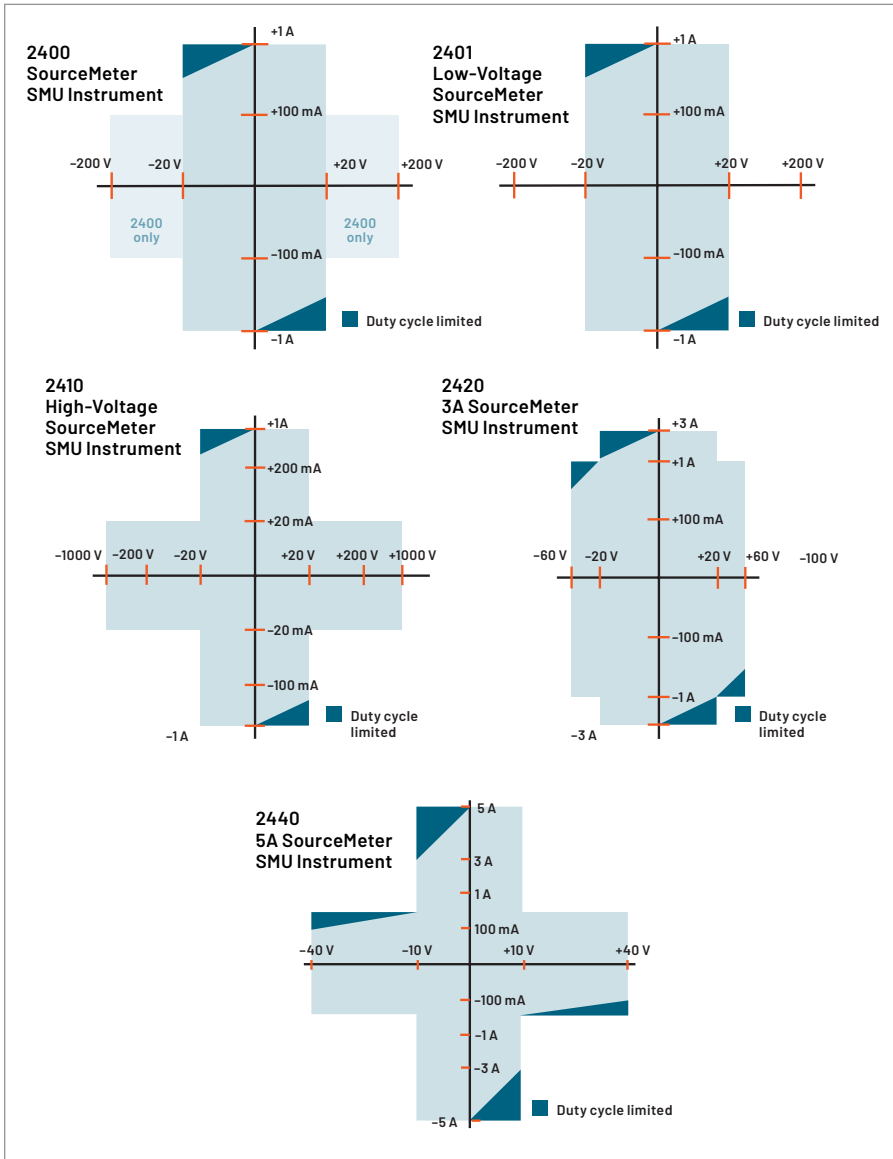 2400
SourceMeter
SMU Instrument
+1 A
+100 mA
−200 V
−20 V
+20 V
+200 V
2400
only
2400
only
−100 mA
−1 A
Duty cycle limited
2401
Low-Voltage
SourceMeter
SMU Instrument
+1 A
+100 mA
−200 V
−20 V
+20 V
+200 V
−100 mA
−1 A
Duty cycle limited
2410
High-Voltage
SourceMeter
SMU Instrument
+1A
+200 mA
+20 mA
−1000 V
−200 V
−20 V
+20 V
+200 V
+1000 V
−20 mA
−100 mA
−1 A
Duty cycle
limited
2420
3A SourceMeter
SMU Instrument
+3 A
+1 A
+100 mA
−60 V
−20 V
+20 V
+60 V
−100 V
−100 mA
−1 A
−3 A
Duty cycle
limited
2440
5A SourceMeter
SMU Instrument
5 A
3 A
1 A
100 mA
−40 V
−10 V
+10 V
+40 V
−100 mA
−1 A
−3 A
−5 A
Duty cycle limited